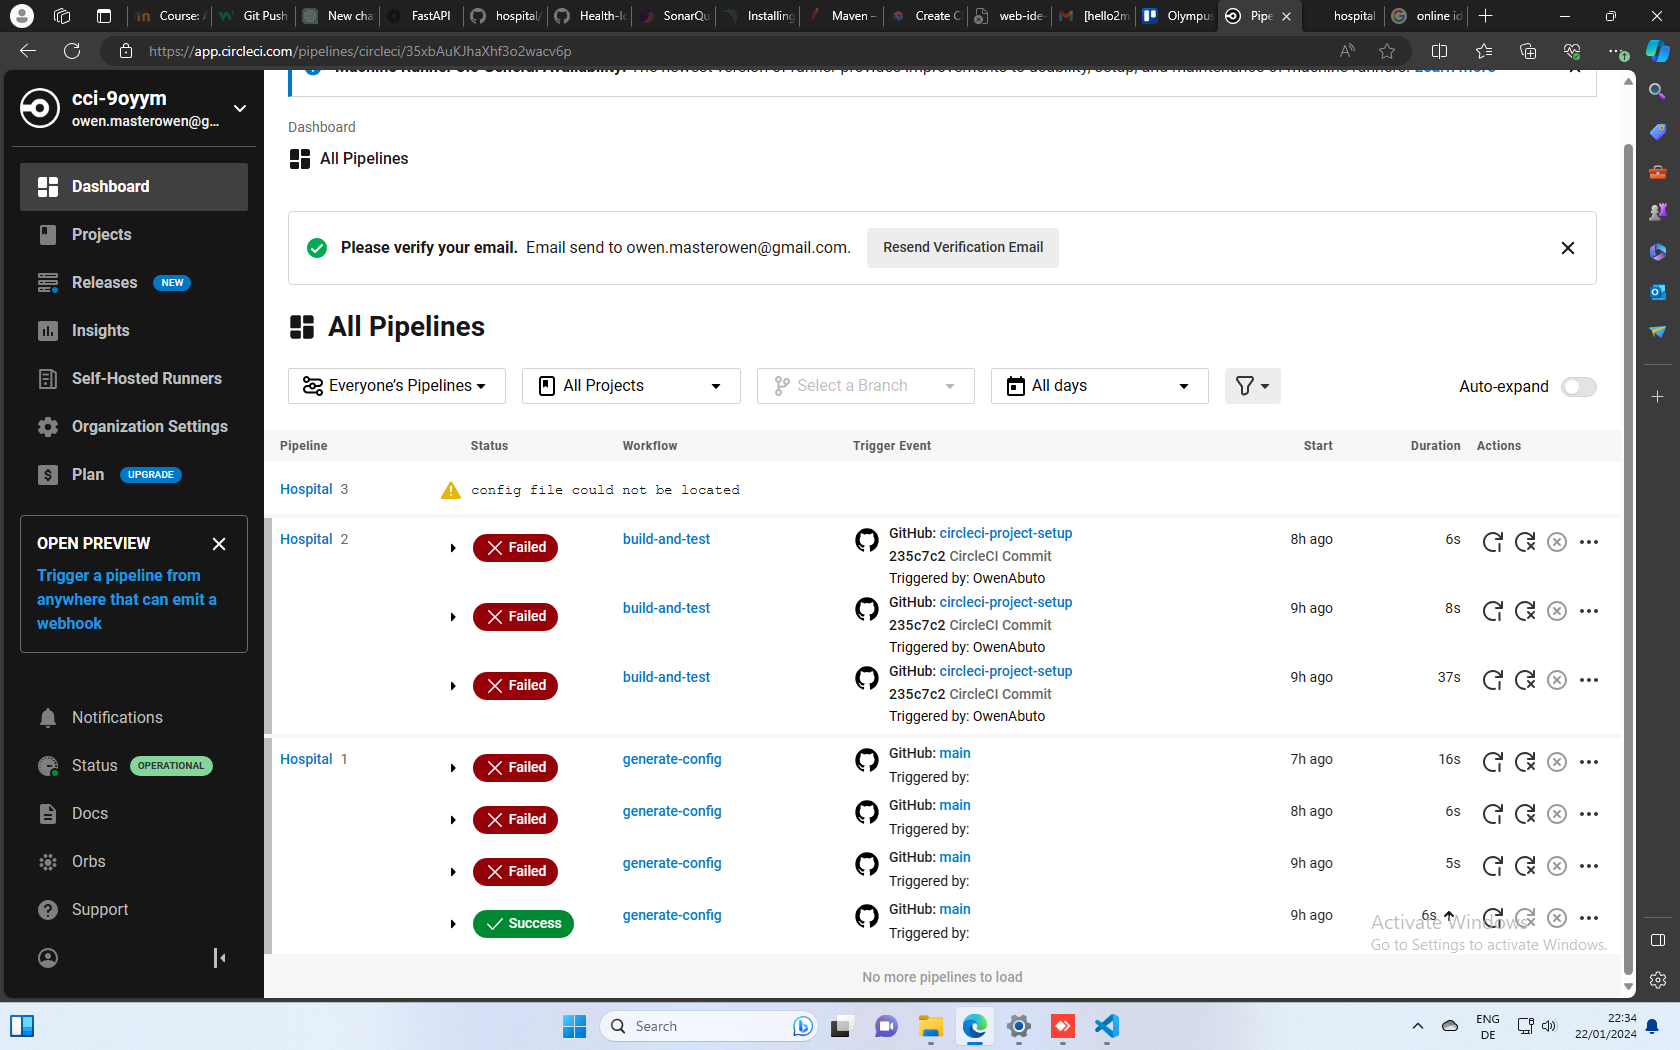 Course: A
Git Push
New cha
FastAPI
hospital/
Health-Ic
SonarQu
Installing
Maven –
Create Cl
web-ide-
[hello2m
Olympus
Pipe
hospital
online id
https://app.circleci.com/pipelines/circleci/35xbAuKJhaXhf3o2wacv6p
cci-9oyym
owen.masterowen@g...
Dashboard
Projects
Releases NEW
Insights
Self-Hosted Runners
Organization Settings
Plan UPGRADE
OPEN PREVIEW
Trigger a pipeline from
anywhere that can emit a
webhook
Notifications
Status OPERATIONAL
Docs
Orbs
Support
Dashboard
All Pipelines
Please verify your email. Email send to owen.masterowen@gmail.com. Resend Verification Email
All Pipelines
Everyone's Pipelines All Projects Select a Branch All days Auto-expand
Pipeline Status Workflow Trigger Event Start Duration Actions
Hospital 3 config file could not be located
Hospital 2 Failed build-and-test GitHub: circleci-project-setup 8h ago 6s
235c7c2 CircleCI Commit
Triggered by: OwenAbuto
Failed build-and-test GitHub: circleci-project-setup 9h ago 8s
235c7c2 CircleCI Commit
Triggered by: OwenAbuto
Failed build-and-test GitHub: circleci-project-setup 9h ago 37s
235c7c2 CircleCI Commit
Triggered by: OwenAbuto
Hospital 1 Failed generate-config GitHub: main 7h ago 16s
Triggered by:
Failed generate-config GitHub: main 8h ago 6s
Triggered by:
Failed generate-config GitHub: main 9h ago 5s
Triggered by:
Success generate-config GitHub: main 9h ago 6s
Triggered by:
Activate Windows
Go to Settings to activate Windows.
No more pipelines to load
Search
ENG
DE
22:34
22/01/2024